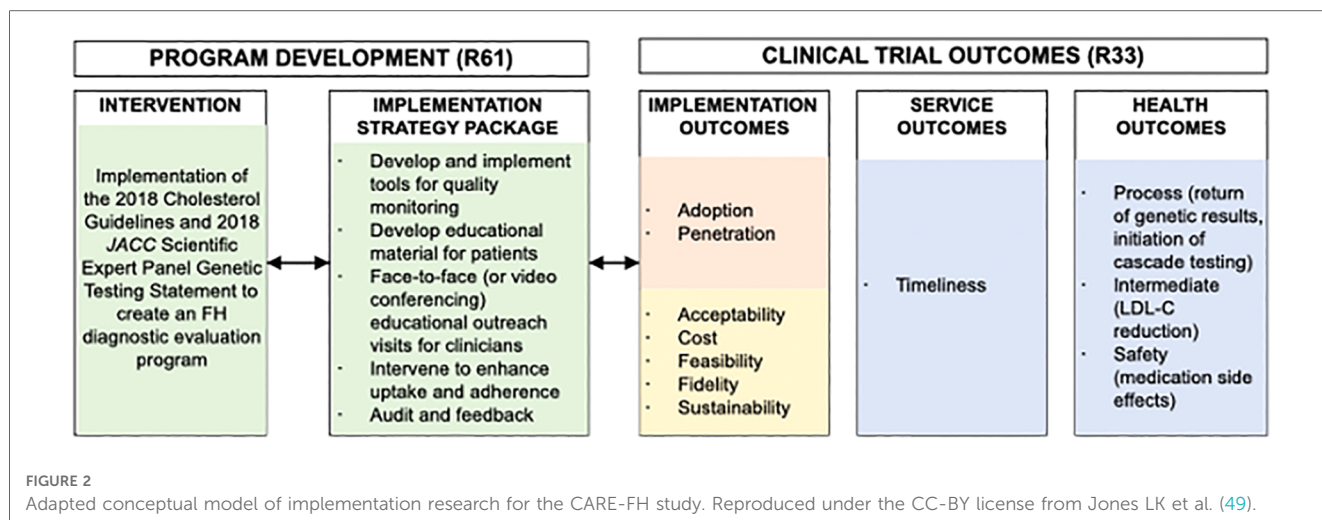 PROGRAM DEVELOPMENT (R61)
CLINICAL TRIAL OUTCOMES (R33)
INTERVENTION
Implementation of
the 2018 Cholesterol
Guidelines and 2018
JACC Scientific
Expert Panel Genetic
Testing Statement to
create an FH
diagnostic evaluation
program
IMPLEMENTATION
STRATEGY PACKAGE
· Develop and implement
tools for quality
monitoring
· Develop educational
material for patients
· Face-to-face (or video
conferencing)
educational outreach
visits for clinicians
· Intervene to enhance
uptake and adherence
· Audit and feedback
IMPLEMENTATION
OUTCOMES
· Adoption
· Penetration
· Acceptability
· Cost
· Feasibility
· Fidelity
· Sustainability
SERVICE
OUTCOMES
· Timeliness
HEALTH
OUTCOMES
· Process (return
of genetic results,
initiation of
cascade testing)
· Intermediate
(LDL-C
reduction)
· Safety
(medication side
effects)
FIGURE 2
Adapted conceptual model of implementation research for the CARE-FH study. Reproduced under the CC-BY license from Jones LK et al. (49).